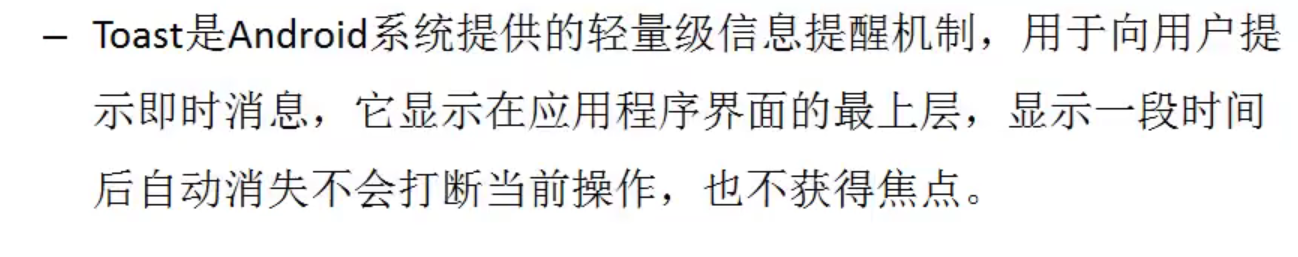 – Toast是Android系统提供的轻量级信息提醒机制，用于向用户提
示即时消息，它显示在应用程序界面的最上层，显示一段时间
后自动消失不会打断当前操作，也不获得焦点。